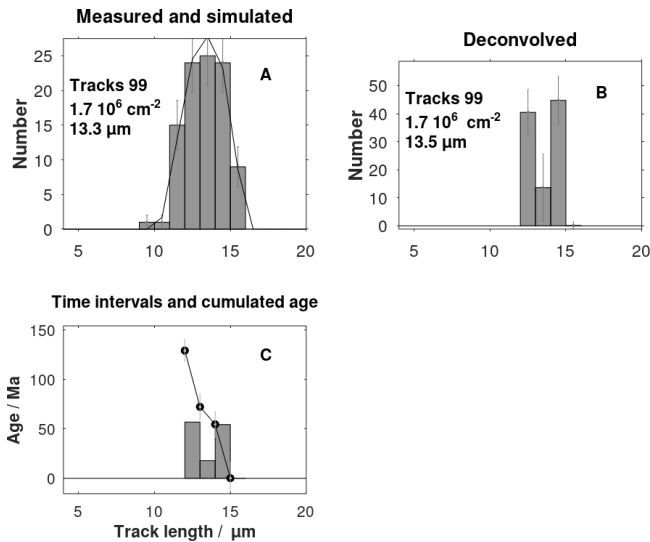 Measured and simulated
25
20
15
10
5
0
Number
Tracks 99
1.7 10⁶ cm⁻²
13.3 µm
A
5
10
15
20
Deconvolved
50
40
30
20
10
0
Number
Tracks 99
1.7 10⁶ cm⁻²
13.5 µm
B
5
10
15
20
Time intervals and cumulated age
150
100
50
0
Age / Ma
C
5
10
15
20
Track length / µm